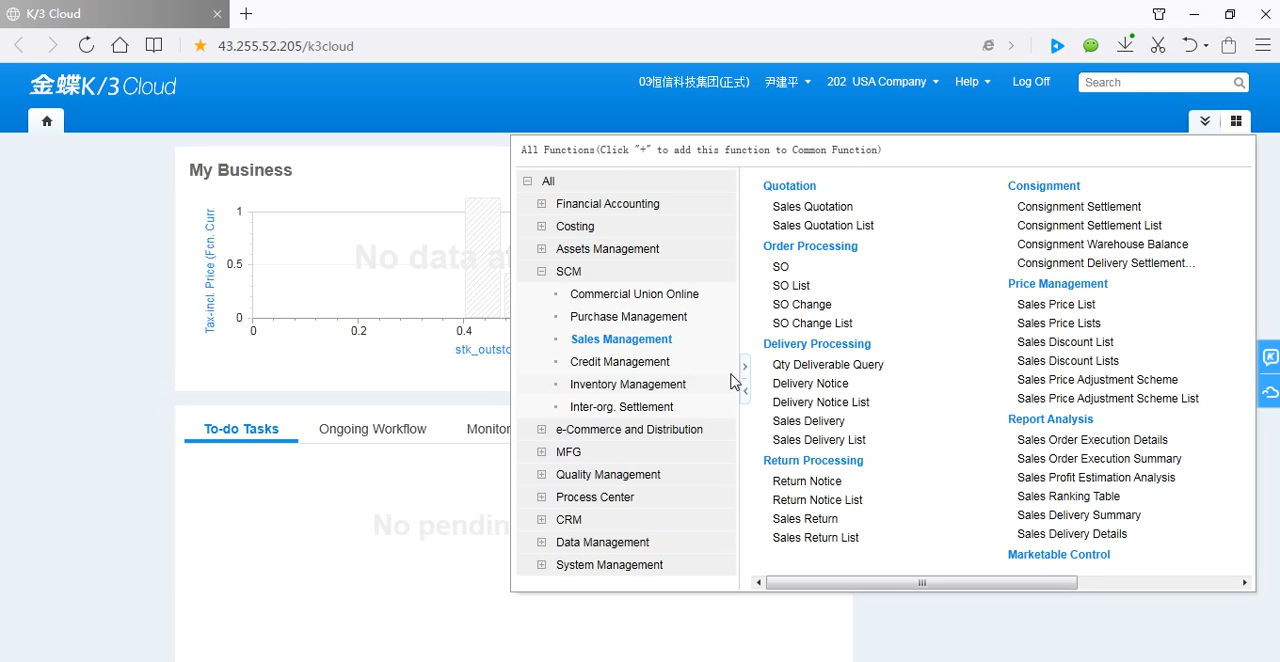 K/3 Cloud
43.255.52.205/k3cloud
金蝶K/3 Cloud
03恒信科技集团(正式) 尹建平 202 USA Company Help Log Off Search
All Functions(Click "+" to add this function to Common Function)
My Business
Tax-incl. Price (Fcn. Curr.
1
0.5
0
0 0.2 0.4
No data a
stk_outsto
To-do Tasks Ongoing Workflow Monitor
No pendin
All
Financial Accounting
Costing
Assets Management
SCM
Commercial Union Online
Purchase Management
Sales Management
Credit Management
Inventory Management
Inter-org. Settlement
e-Commerce and Distribution
MFG
Quality Management
Process Center
CRM
Data Management
System Management
Quotation
Sales Quotation
Sales Quotation List
Order Processing
SO
SO List
SO Change
SO Change List
Delivery Processing
Qty Deliverable Query
Delivery Notice
Delivery Notice List
Sales Delivery
Sales Delivery List
Return Processing
Return Notice
Return Notice List
Sales Return
Sales Return List
Consignment
Consignment Settlement
Consignment Settlement List
Consignment Warehouse Balance
Consignment Delivery Settlement...
Price Management
Sales Price List
Sales Price Lists
Sales Discount List
Sales Discount Lists
Sales Price Adjustment Scheme
Sales Price Adjustment Scheme List
Report Analysis
Sales Order Execution Details
Sales Order Execution Summary
Sales Profit Estimation Analysis
Sales Ranking Table
Sales Delivery Summary
Sales Delivery Details
Marketable Control